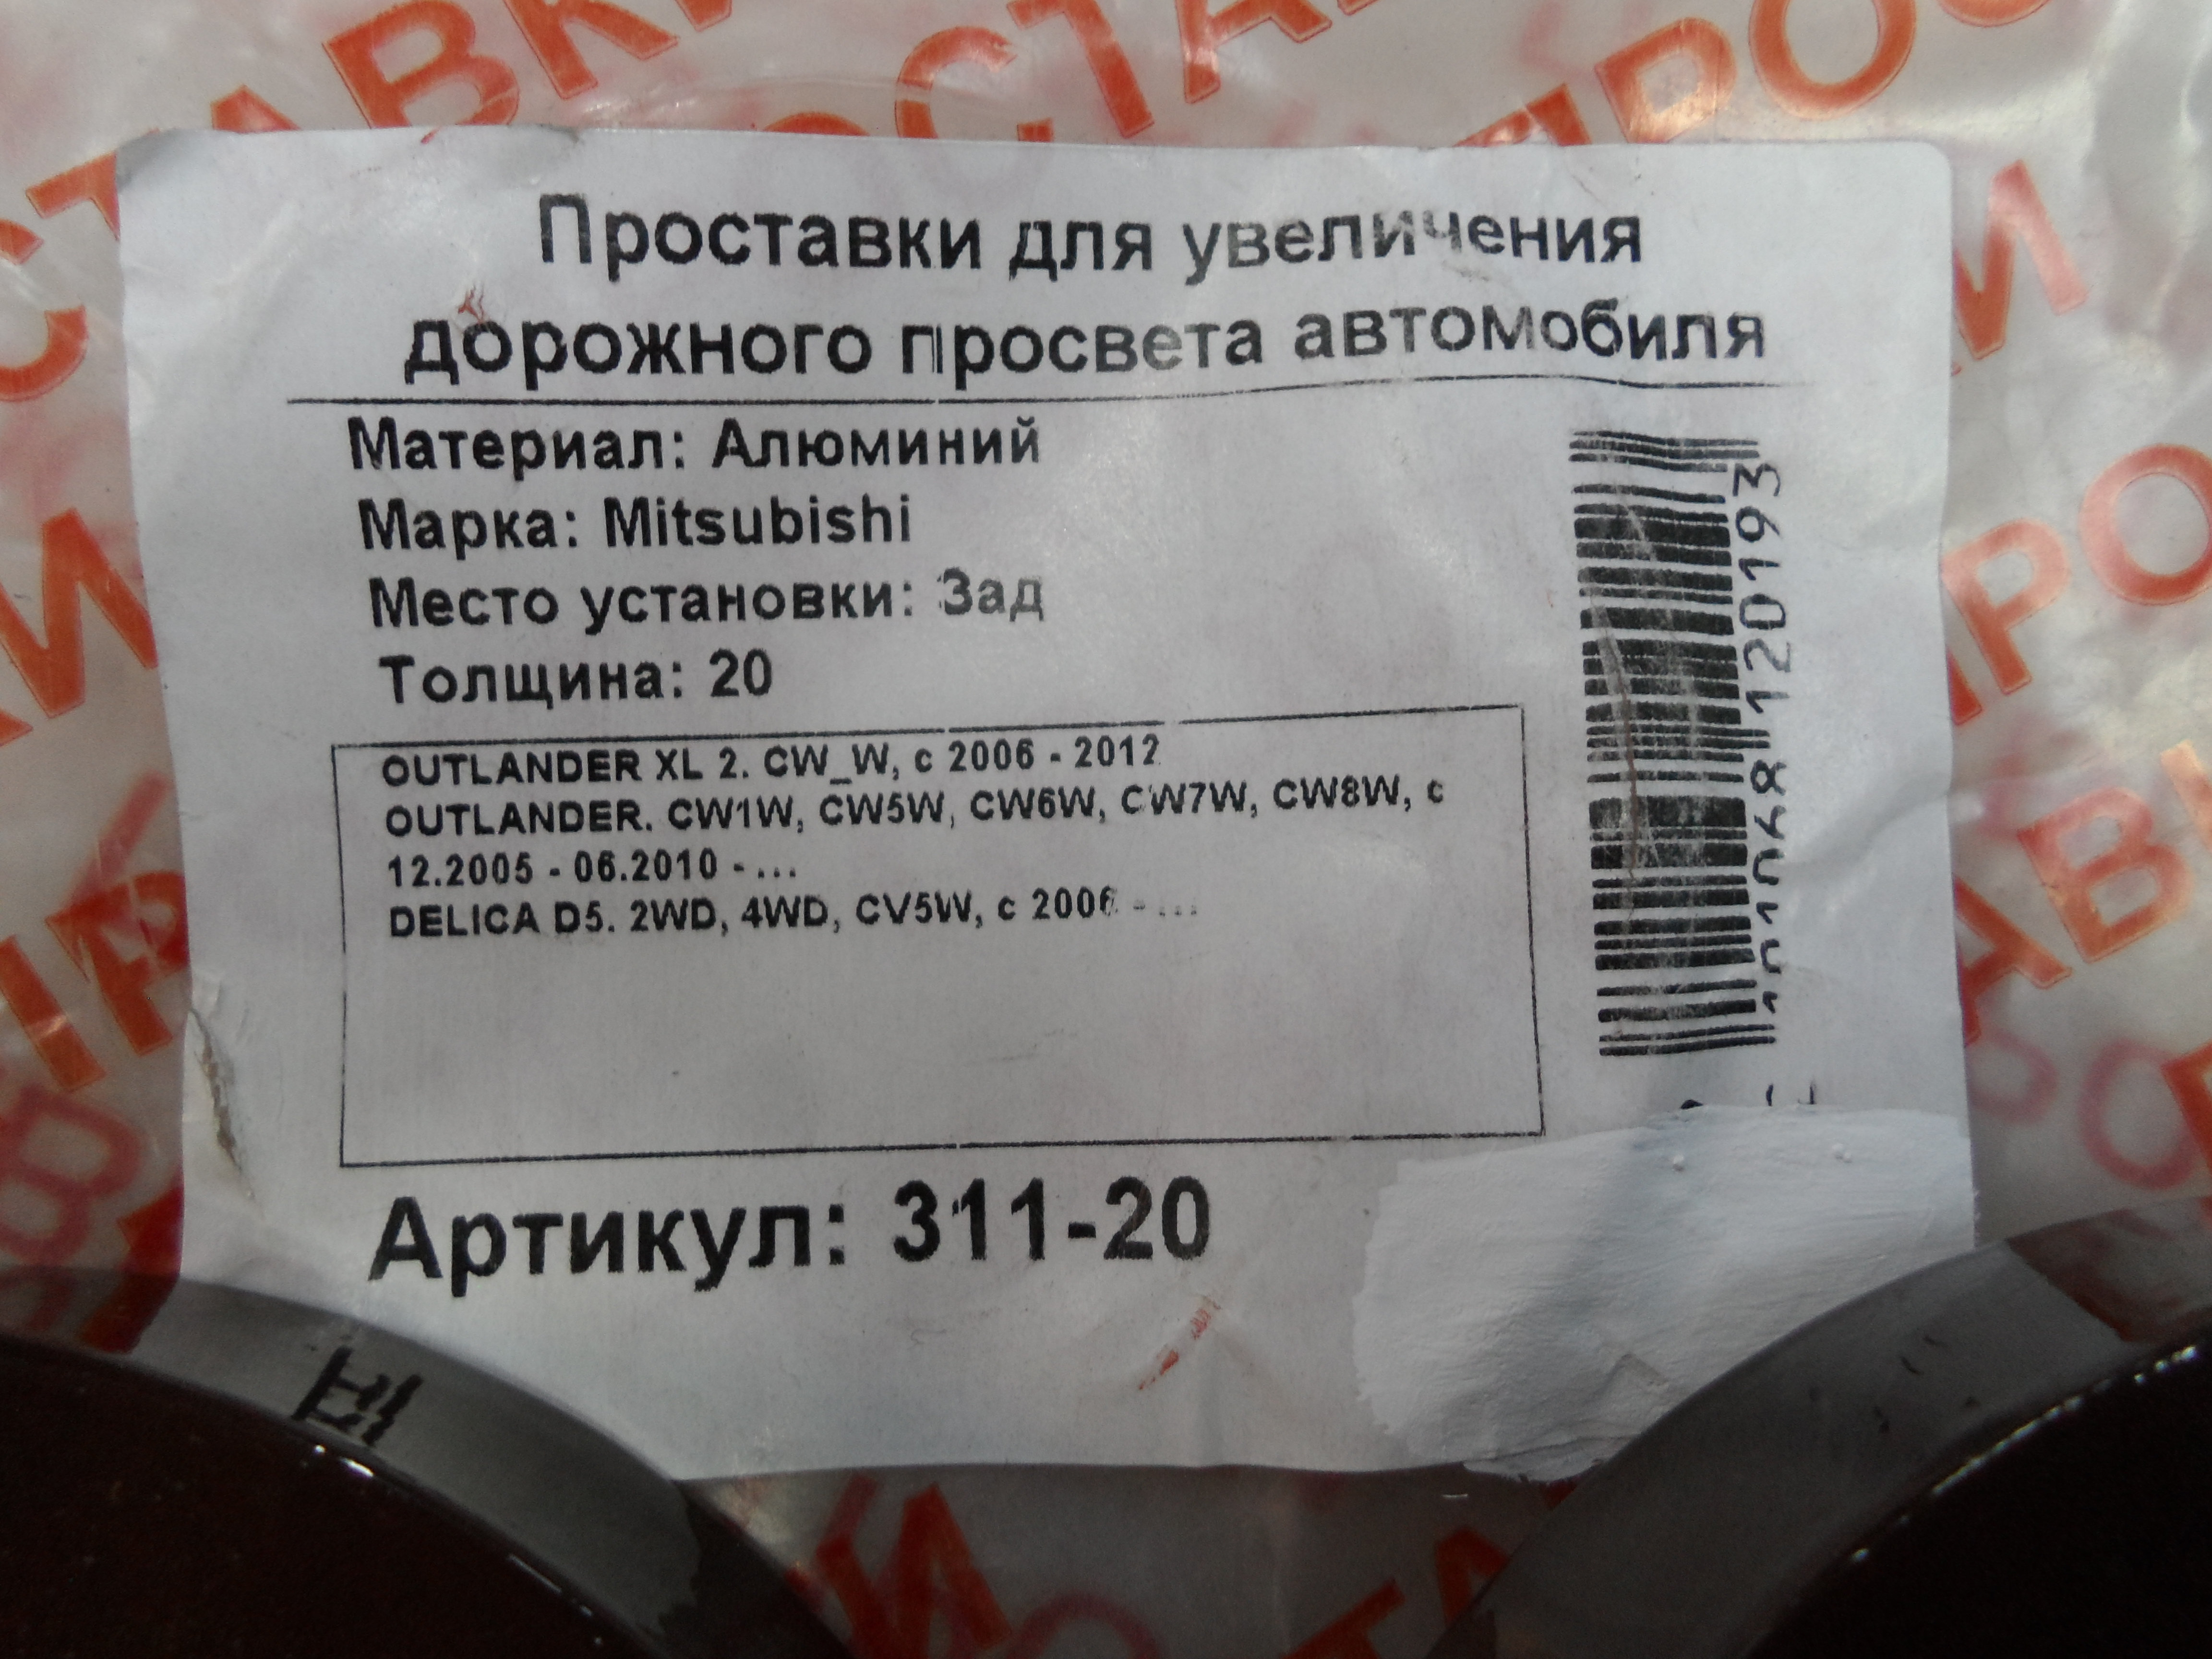 Проставки для увеличения
дорожного просвета автомобиля
Материал: Алюминий
Марка: Mitsubishi
Место установки: Зад
Толщина: 20
OUTLANDER XL 2. CW_W, с 2006 - 2012
OUTLANDER. CW1W, CW5W, CW6W, CW7W, CW8W, с
12.2005 - 06.2010 - ...
DELICA D5. 2WD, 4WD, CV5W, с 2006 - ...
Артикул: 311-20
120193